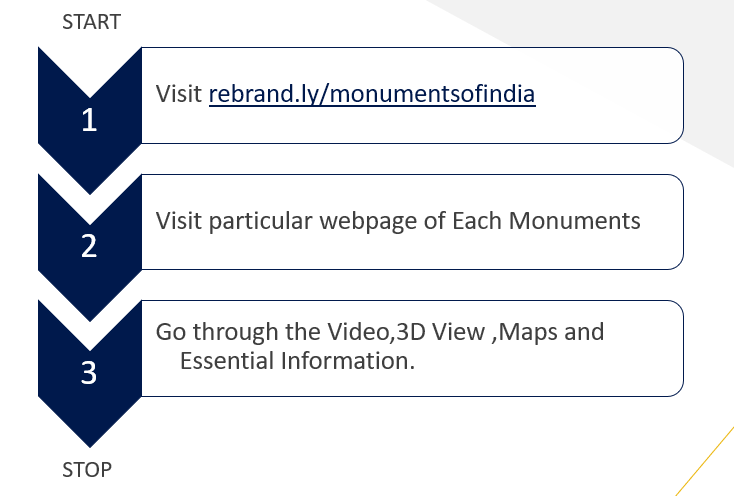 START
1
Visit rebrand.ly/monumentsofindia
2
Visit particular webpage of Each Monuments
3
Go through the Video,3D View ,Maps and
Essential Information.
STOP